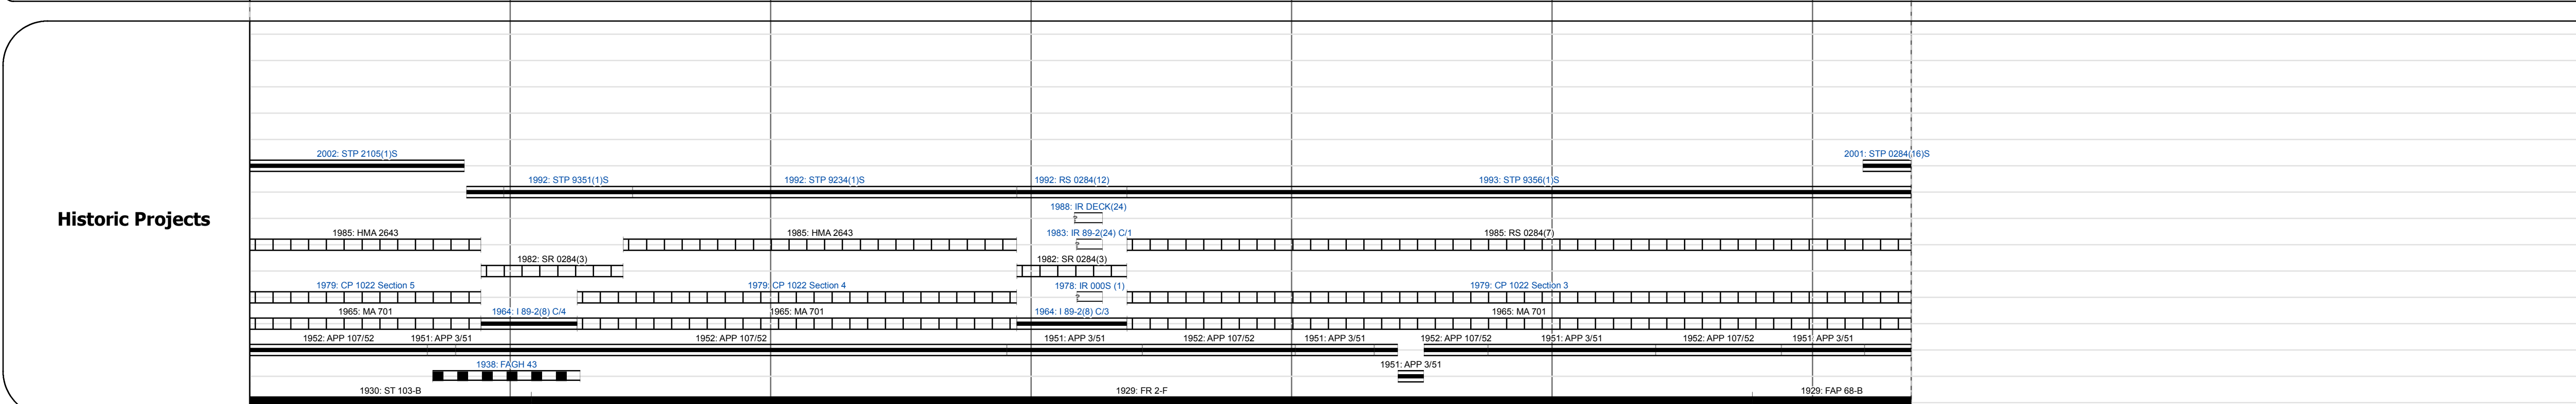 2002: STP 2105(1)S
2001: STP 0284(16)S
1992: STP 9351(1)S
1992: STP 9234(1)S
1992: RS 0284(12)
1993: STP 9356(1)S
1988: IR DECK(24)
?
Historic Projects
1985: HMA 2643
1985: HMA 2643
1983: IR 89-2(24) C/1
1985: RS 0284(7)
?
1982: SR 0284(3)
1982: SR 0284(3)
1979: CP 1022 Section 5
1979: CP 1022 Section 4
1978: IR 000S (1)
1979: CP 1022 Section 3
?
1965: MA 701
1964: I 89-2(8) C/4
1965: MA 701
1964: I 89-2(8) C/3
1965: MA 701
1952: APP 107/52
1951: APP 3/51
1952: APP 107/52
1951: APP 3/51
1952: APP 107/52
1951: APP 3/51
1952: APP 107/52
1951: APP 3/51
1952: APP 107/52
1951: APP 3/51
1938: FAGH 43
1951: APP 3/51
1930: ST 103-B
1929: FR 2-F
1929: FAP 68-B